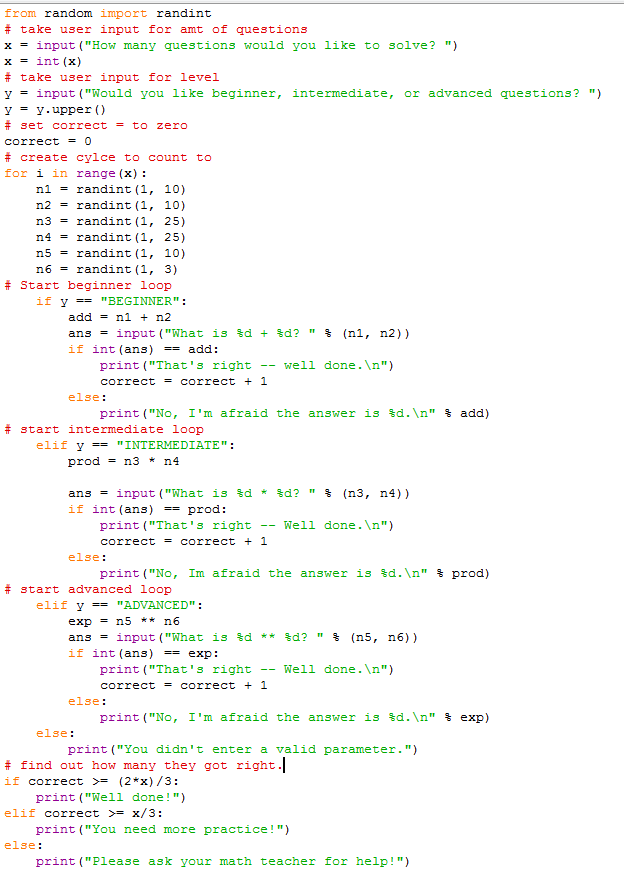 from random import randint
# take user input for amt of questions
x = input("How many questions would you like to solve? ")
x = int(x)
# take user input for level
y = input("Would you like beginner, intermediate, or advanced questions? ")
y = y.upper()
# set correct = to zero
correct = 0
# create cylce to count to
for i in range(x):
    n1 = randint(1, 10)
    n2 = randint(1, 10)
    n3 = randint(1, 25)
    n4 = randint(1, 25)
    n5 = randint(1, 10)
    n6 = randint(1, 3)
# Start beginner loop
    if y == "BEGINNER":
        add = n1 + n2
        ans = input("What is %d + %d? " % (n1, n2))
        if int(ans) == add:
            print("That's right -- well done.\n")
            correct = correct + 1
        else:
            print("No, I'm afraid the answer is %d.\n" % add)
# start intermediate loop
    elif y == "INTERMEDIATE":
        prod = n3 * n4

        ans = input("What is %d * %d? " % (n3, n4))
        if int(ans) == prod:
            print("That's right -- Well done.\n")
            correct = correct + 1
        else:
            print("No, Im afraid the answer is %d.\n" % prod)
# start advanced loop
    elif y == "ADVANCED":
        exp = n5 ** n6
        ans = input("What is %d ** %d? " % (n5, n6))
        if int(ans) == exp:
            print("That's right -- Well done.\n")
            correct = correct + 1
        else:
            print("No, I'm afraid the answer is %d.\n" % exp)
    else:
        print("You didn't enter a valid parameter.")
# find out how many they got right.
if correct >= (2*x)/3:
    print("Well done!")
elif correct >= x/3:
    print("You need more practice!")
else:
    print("Please ask your math teacher for help!")